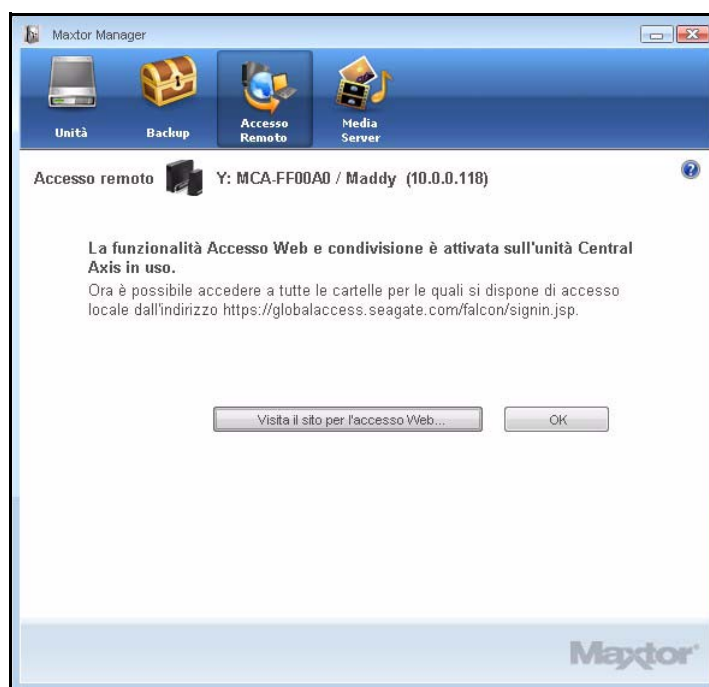 Maxtor Manager
Unità
Backup
Accesso
Remoto
Media
Server
Accesso remoto Y: MCA-FF00A0 / Maddy (10.0.0.118)
La funzionalità Accesso Web e condivisione è attivata sull'unità Central
Axis in uso.
Ora è possibile accedere a tutte le cartelle per le quali si dispone di accesso
locale dall'indirizzo https://globalaccess.seagate.com/falcon/signin.jsp.
Visita il sito per l'accesso Web...
OK
Maxtor